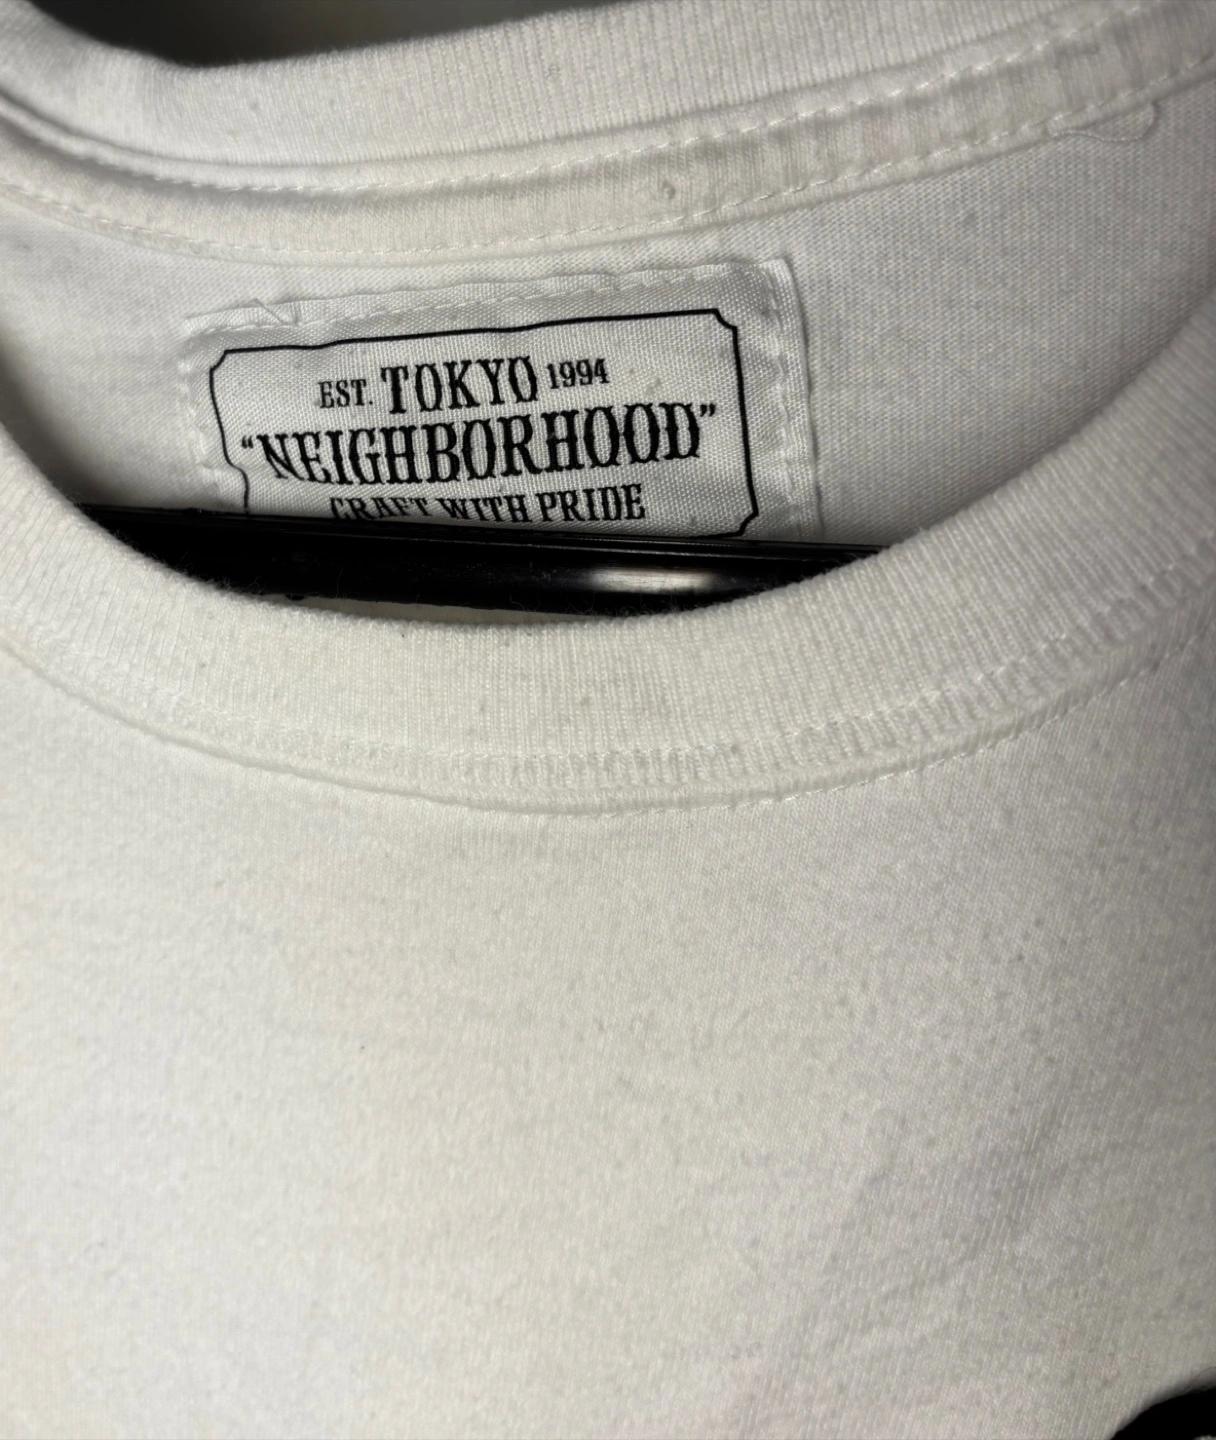 EST. TOKYO 1994
“NEIGHBORHOOD”
CRAFT WITH PRIDE